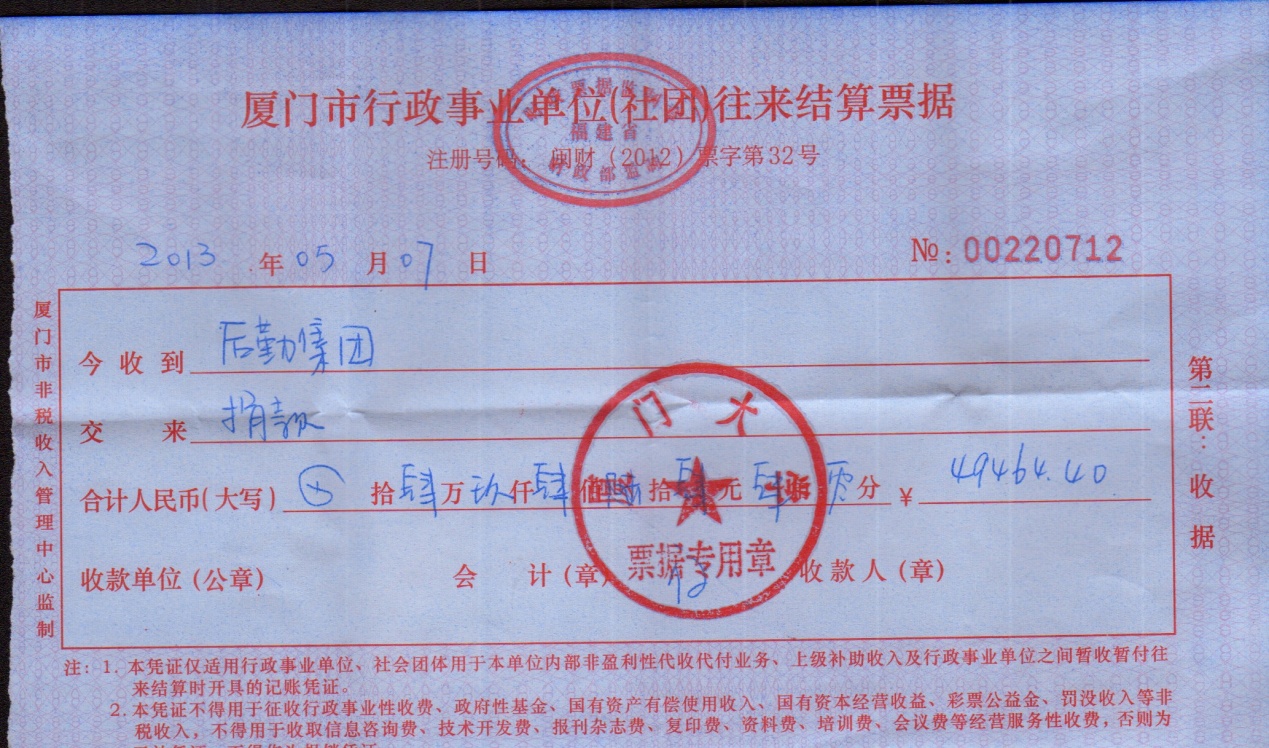 厦门市行政事业单位(社团)往来结算票据
福建省
注册号码:闽财(2012)票字第32号
2013年05月07日
№:00220712
厦门市非税收入管理中心监制
今收到 后勤集团
交来 捐款
合计人民币(大写) ⊗ 拾肆万玖仟肆佰陆拾肆元肆角零分 ¥ 49464.40
门大
票据专用章
收款单位(公章) 会计(章) 收款人(章)
第二联:收据
注:1.本凭证仅适用行政事业单位、社会团体用于本单位内部非盈利性代收代付业务、上级补助收入及行政事业单位之间暂收暂付往
来结算时开具的记账凭证。
2.本凭证不得用于征收行政事业性收费、政府性基金、国有资产有偿使用收入、国有资本经营收益、彩票公益金、罚没收入等非
税收入,不得用于收取信息咨询费、技术开发费、报刊杂志费、复印费、资料费、培训费、会议费等经营服务性收费,否则为